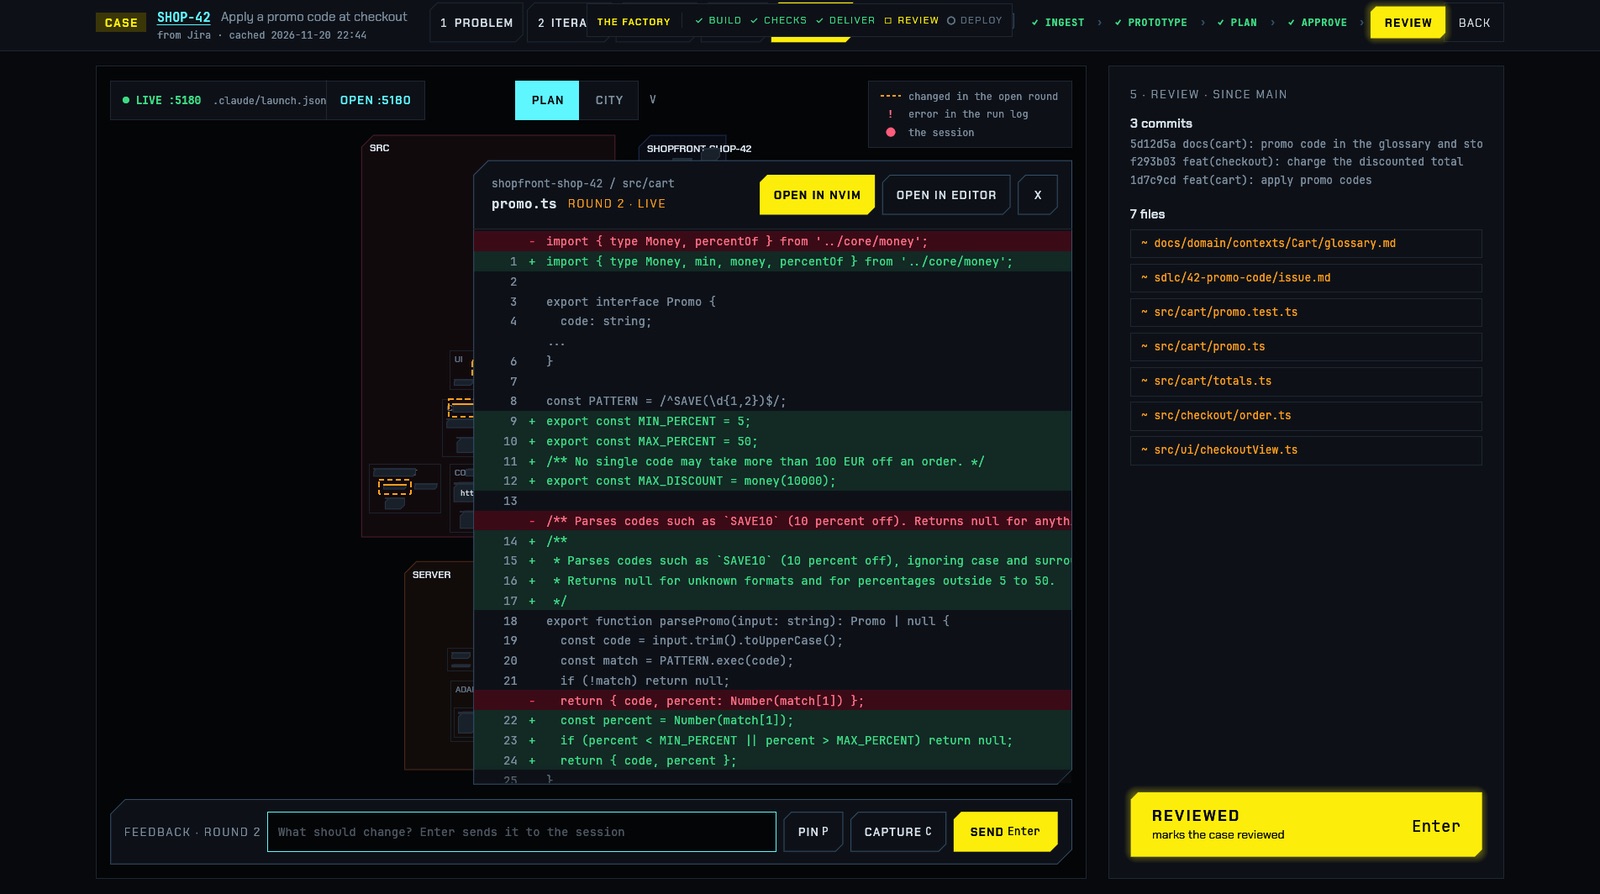 CASE SHOP-42 Apply a promo code at checkout
from Jira · cached 2026-11-20 22:44
1 PROBLEM
2 ITERA
THE FACTORY ✓ BUILD ✓ CHECKS ✓ DELIVER REVIEW DEPLOY
✓ INGEST › ✓ PROTOTYPE › ✓ PLAN › ✓ APPROVE › REVIEW BACK
LIVE :5180 .claude/launch.json OPEN :5180
PLAN CITY V
changed in the open round
! error in the run log
the session
SRC
SHOPFRONT SHOP-42
UI
CO
htt
SERVER
ADA
shopfront-shop-42 / src/cart
promo.ts ROUND 2 · LIVE
OPEN IN NVIM OPEN IN EDITOR X
- import { type Money, percentOf } from '../core/money';
1 + import { type Money, min, money, percentOf } from '../core/money';
2
3 export interface Promo {
4 code: string;
...
6 }
7
8 const PATTERN = /^SAVE(\d{1,2})$/;
9 + export const MIN_PERCENT = 5;
10 + export const MAX_PERCENT = 50;
11 + /** No single code may take more than 100 EUR off an order. */
12 + export const MAX_DISCOUNT = money(10000);
13
- /** Parses codes such as `SAVE10` (10 percent off). Returns null for anyth
14 + /**
15 + * Parses codes such as `SAVE10` (10 percent off), ignoring case and surro
16 + * Returns null for unknown formats and for percentages outside 5 to 50.
17 + */
18 export function parsePromo(input: string): Promo | null {
19 const code = input.trim().toUpperCase();
20 const match = PATTERN.exec(code);
21 if (!match) return null;
- return { code, percent: Number(match[1]) };
22 + const percent = Number(match[1]);
23 + if (percent < MIN_PERCENT || percent > MAX_PERCENT) return null;
24 + return { code, percent };
25 }
FEEDBACK · ROUND 2 What should change? Enter sends it to the session PIN P CAPTURE C SEND Enter
5 · REVIEW · SINCE MAIN
3 commits
5d12d5a docs(cart): promo code in the glossary and sto
f293b03 feat(checkout): charge the discounted total
1d7c9cd feat(cart): apply promo codes
7 files
~ docs/domain/contexts/Cart/glossary.md
~ sdlc/42-promo-code/issue.md
~ src/cart/promo.test.ts
~ src/cart/promo.ts
~ src/cart/totals.ts
~ src/checkout/order.ts
~ src/ui/checkoutView.ts
REVIEWED
marks the case reviewed
Enter